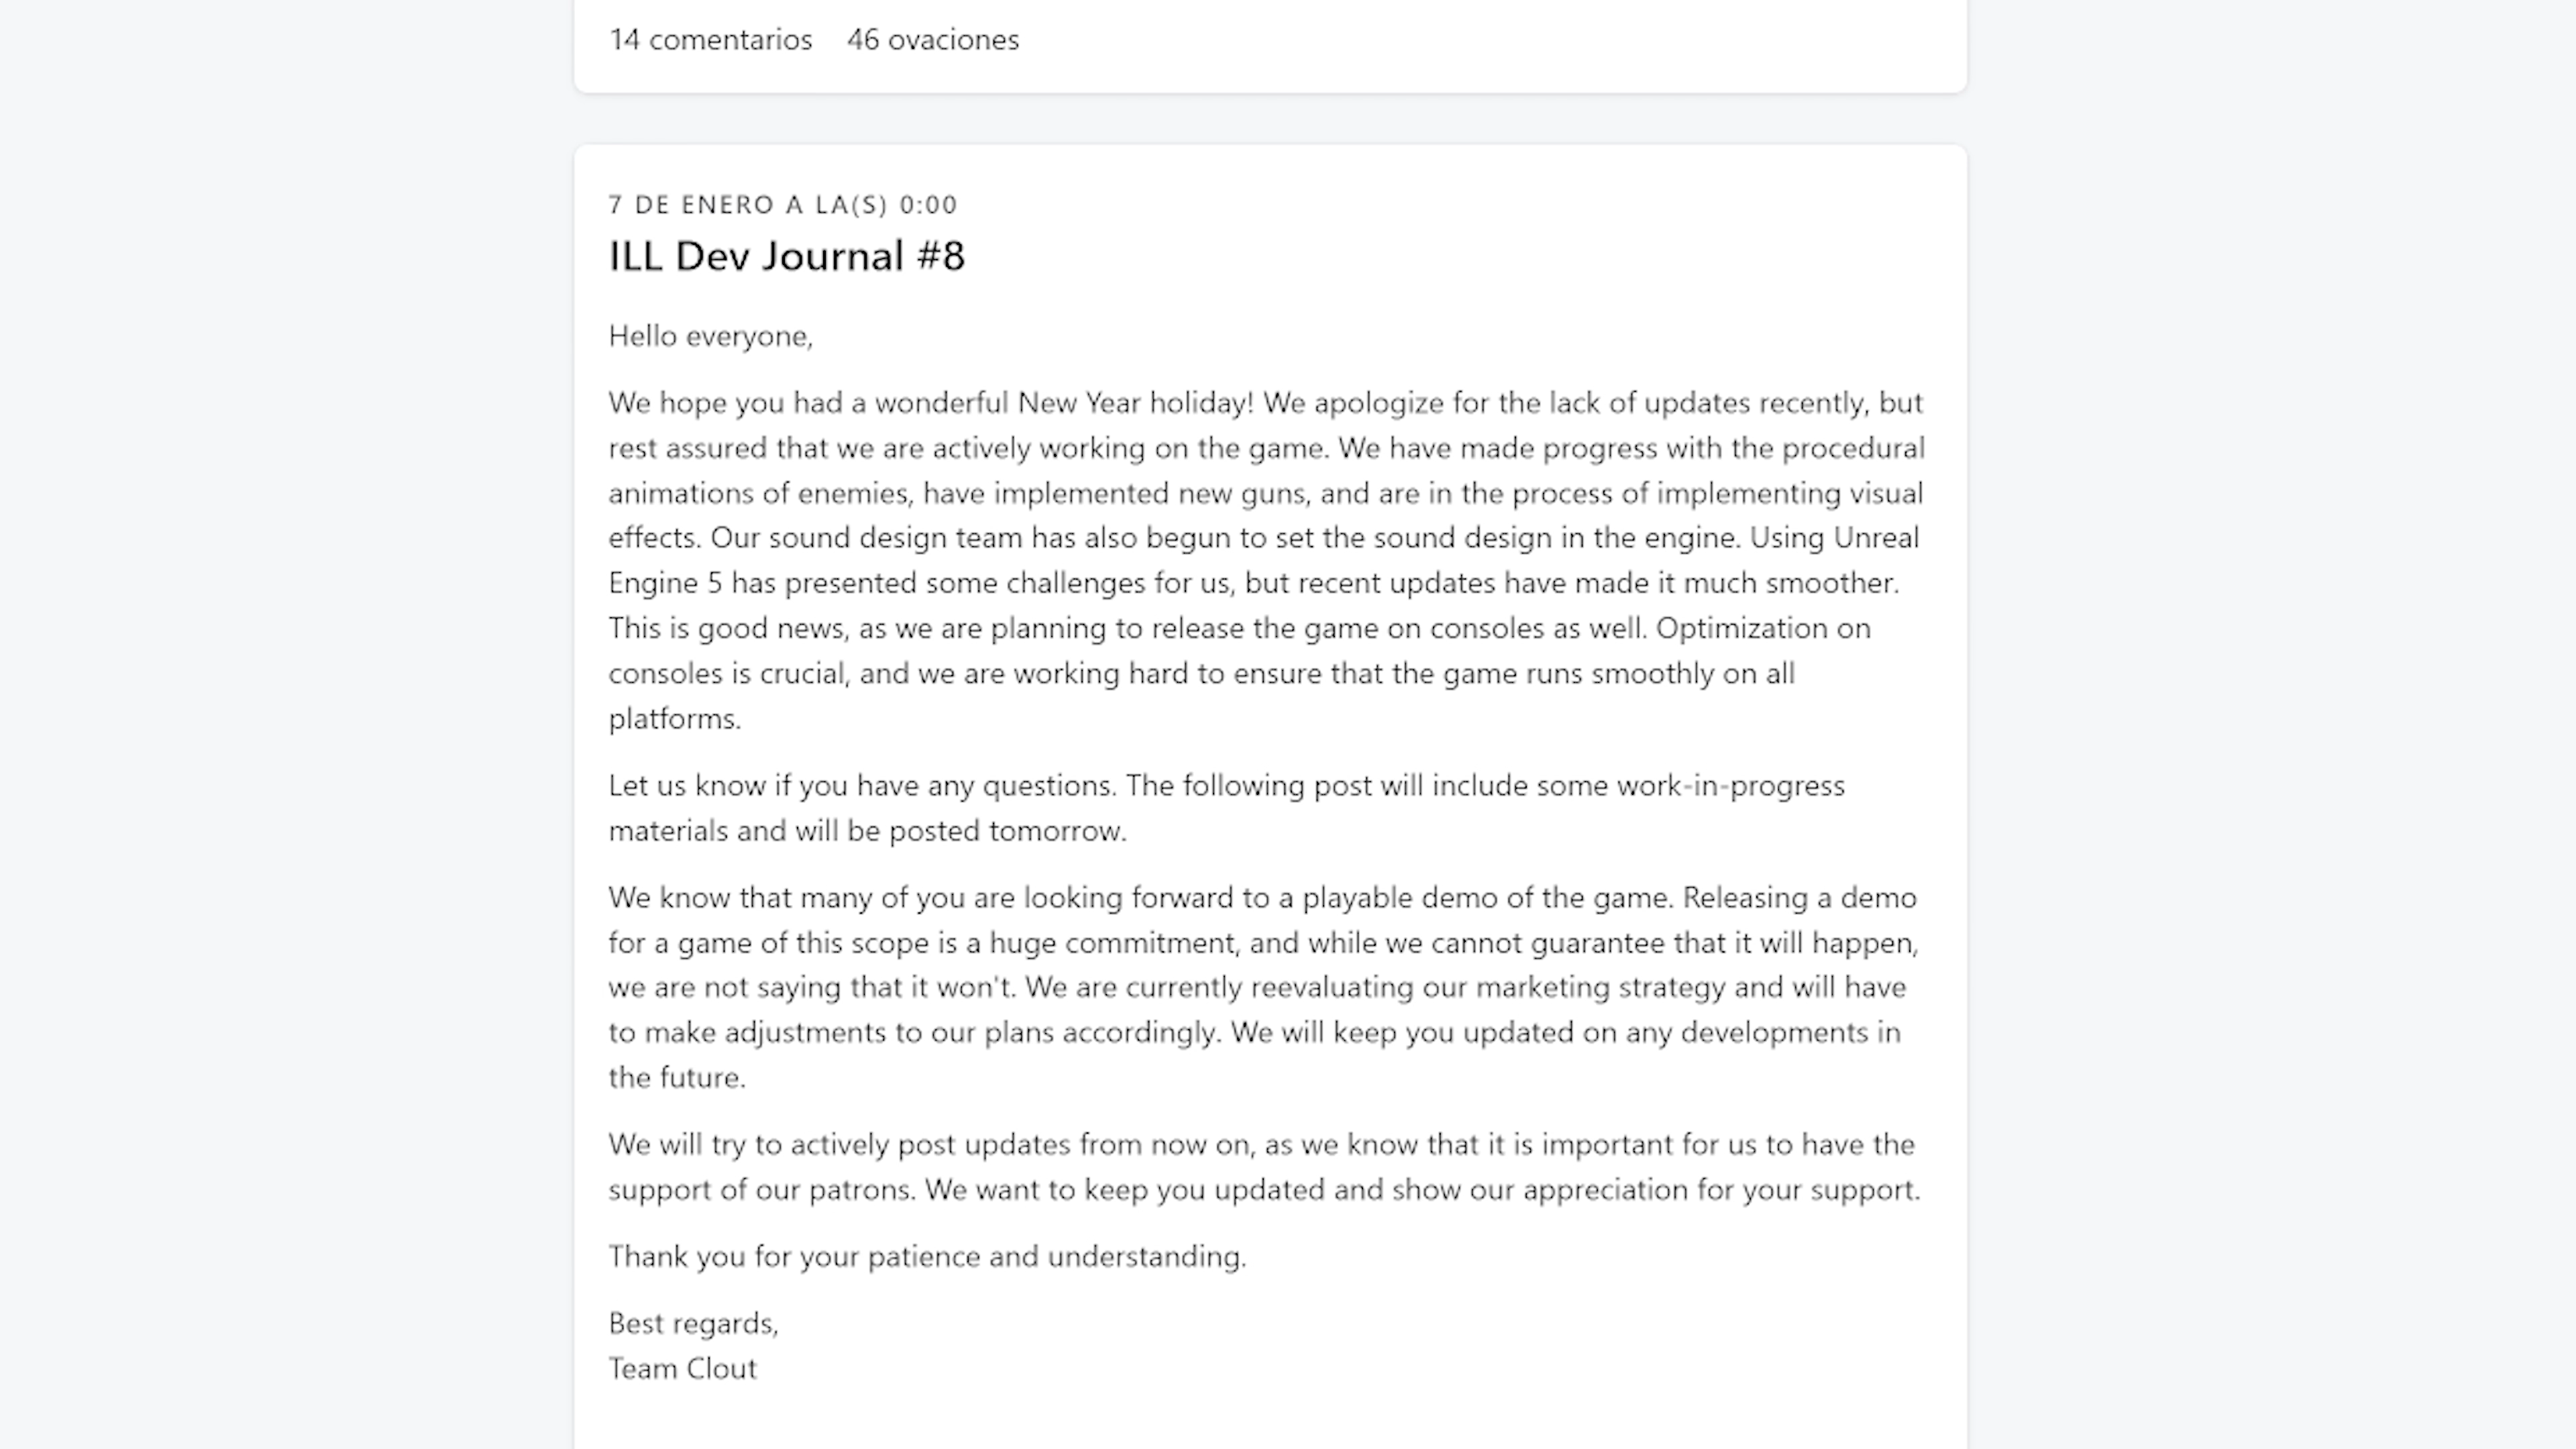 14 comentarios 46 ovaciones
7 DE ENERO A LA(S) 0:00
ILL Dev Journal #8
Hello everyone,
We hope you had a wonderful New Year holiday! We apologize for the lack of updates recently, but
rest assured that we are actively working on the game. We have made progress with the procedural
animations of enemies, have implemented new guns, and are in the process of implementing visual
effects. Our sound design team has also begun to set the sound design in the engine. Using Unreal
Engine 5 has presented some challenges for us, but recent updates have made it much smoother.
This is good news, as we are planning to release the game on consoles as well. Optimization on
consoles is crucial, and we are working hard to ensure that the game runs smoothly on all
platforms.
Let us know if you have any questions. The following post will include some work-in-progress
materials and will be posted tomorrow.
We know that many of you are looking forward to a playable demo of the game. Releasing a demo
for a game of this scope is a huge commitment, and while we cannot guarantee that it will happen,
we are not saying that it won't. We are currently reevaluating our marketing strategy and will have
to make adjustments to our plans accordingly. We will keep you updated on any developments in
the future.
We will try to actively post updates from now on, as we know that it is important for us to have the
support of our patrons. We want to keep you updated and show our appreciation for your support.
Thank you for your patience and understanding.
Best regards,
Team Clout